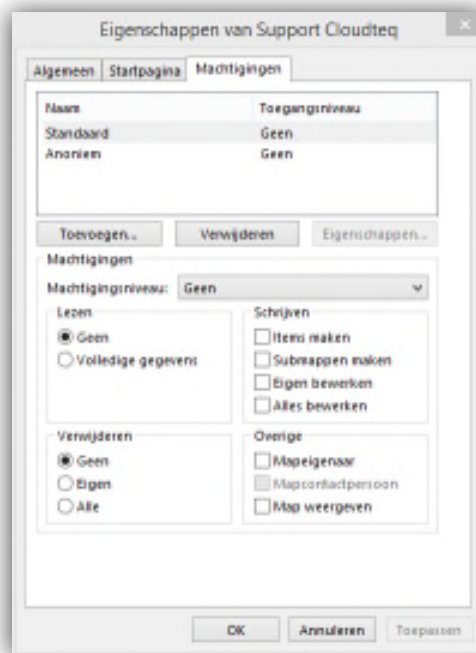 Eigenschappen van Support Cloudteq
Algemeen Startpagina Machtigingen
Naam Toegangsniveau
Standaard Geen
Anoniem Geen
Toevoegen... Verwijderen Eigenschappen...
Machtigingen
Machtigingsniveau: Geen
Lezen
Geen
Volledige gegevens
Schrijven
Items maken
Submappen maken
Eigen bewerken
Alles bewerken
Verwijderen
Geen
Eigen
Alle
Overige
Mapeigenaar
Mapcontactpersoon
Map weergeven
OK Annuleren Toepassen